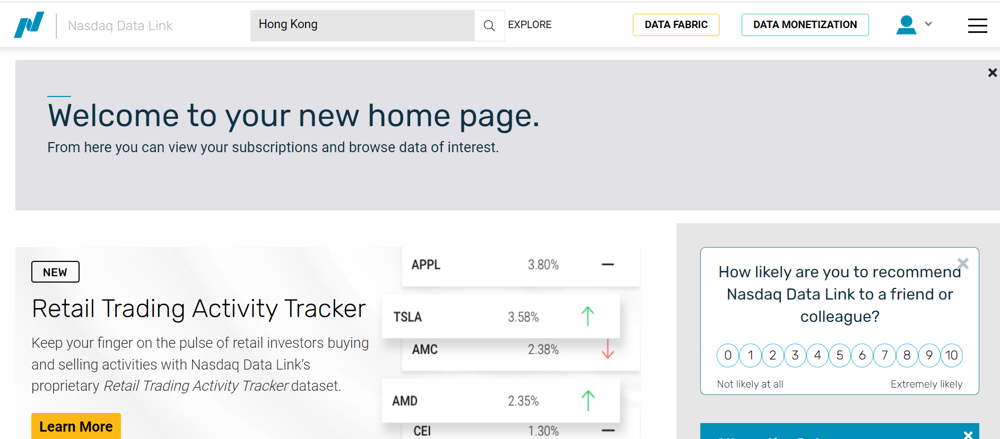 Nasdaq Data Link
Hong Kong
EXPLORE
DATA FABRIC
DATA MONETIZATION
Welcome to your new home page.
From here you can view your subscriptions and browse data of interest.
NEW
Retail Trading Activity Tracker
Keep your finger on the pulse of retail investors buying
and selling activities with Nasdaq Data Link's
proprietary Retail Trading Activity Tracker dataset.
Learn More
APPL 3.80%
TSLA 3.58%
AMC 2.38%
AMD 2.35%
CEI 1.30%
How likely are you to recommend
Nasdaq Data Link to a friend or
colleague?
0 1 2 3 4 5 6 7 8 9 10
Not likely at all
Extremely likely